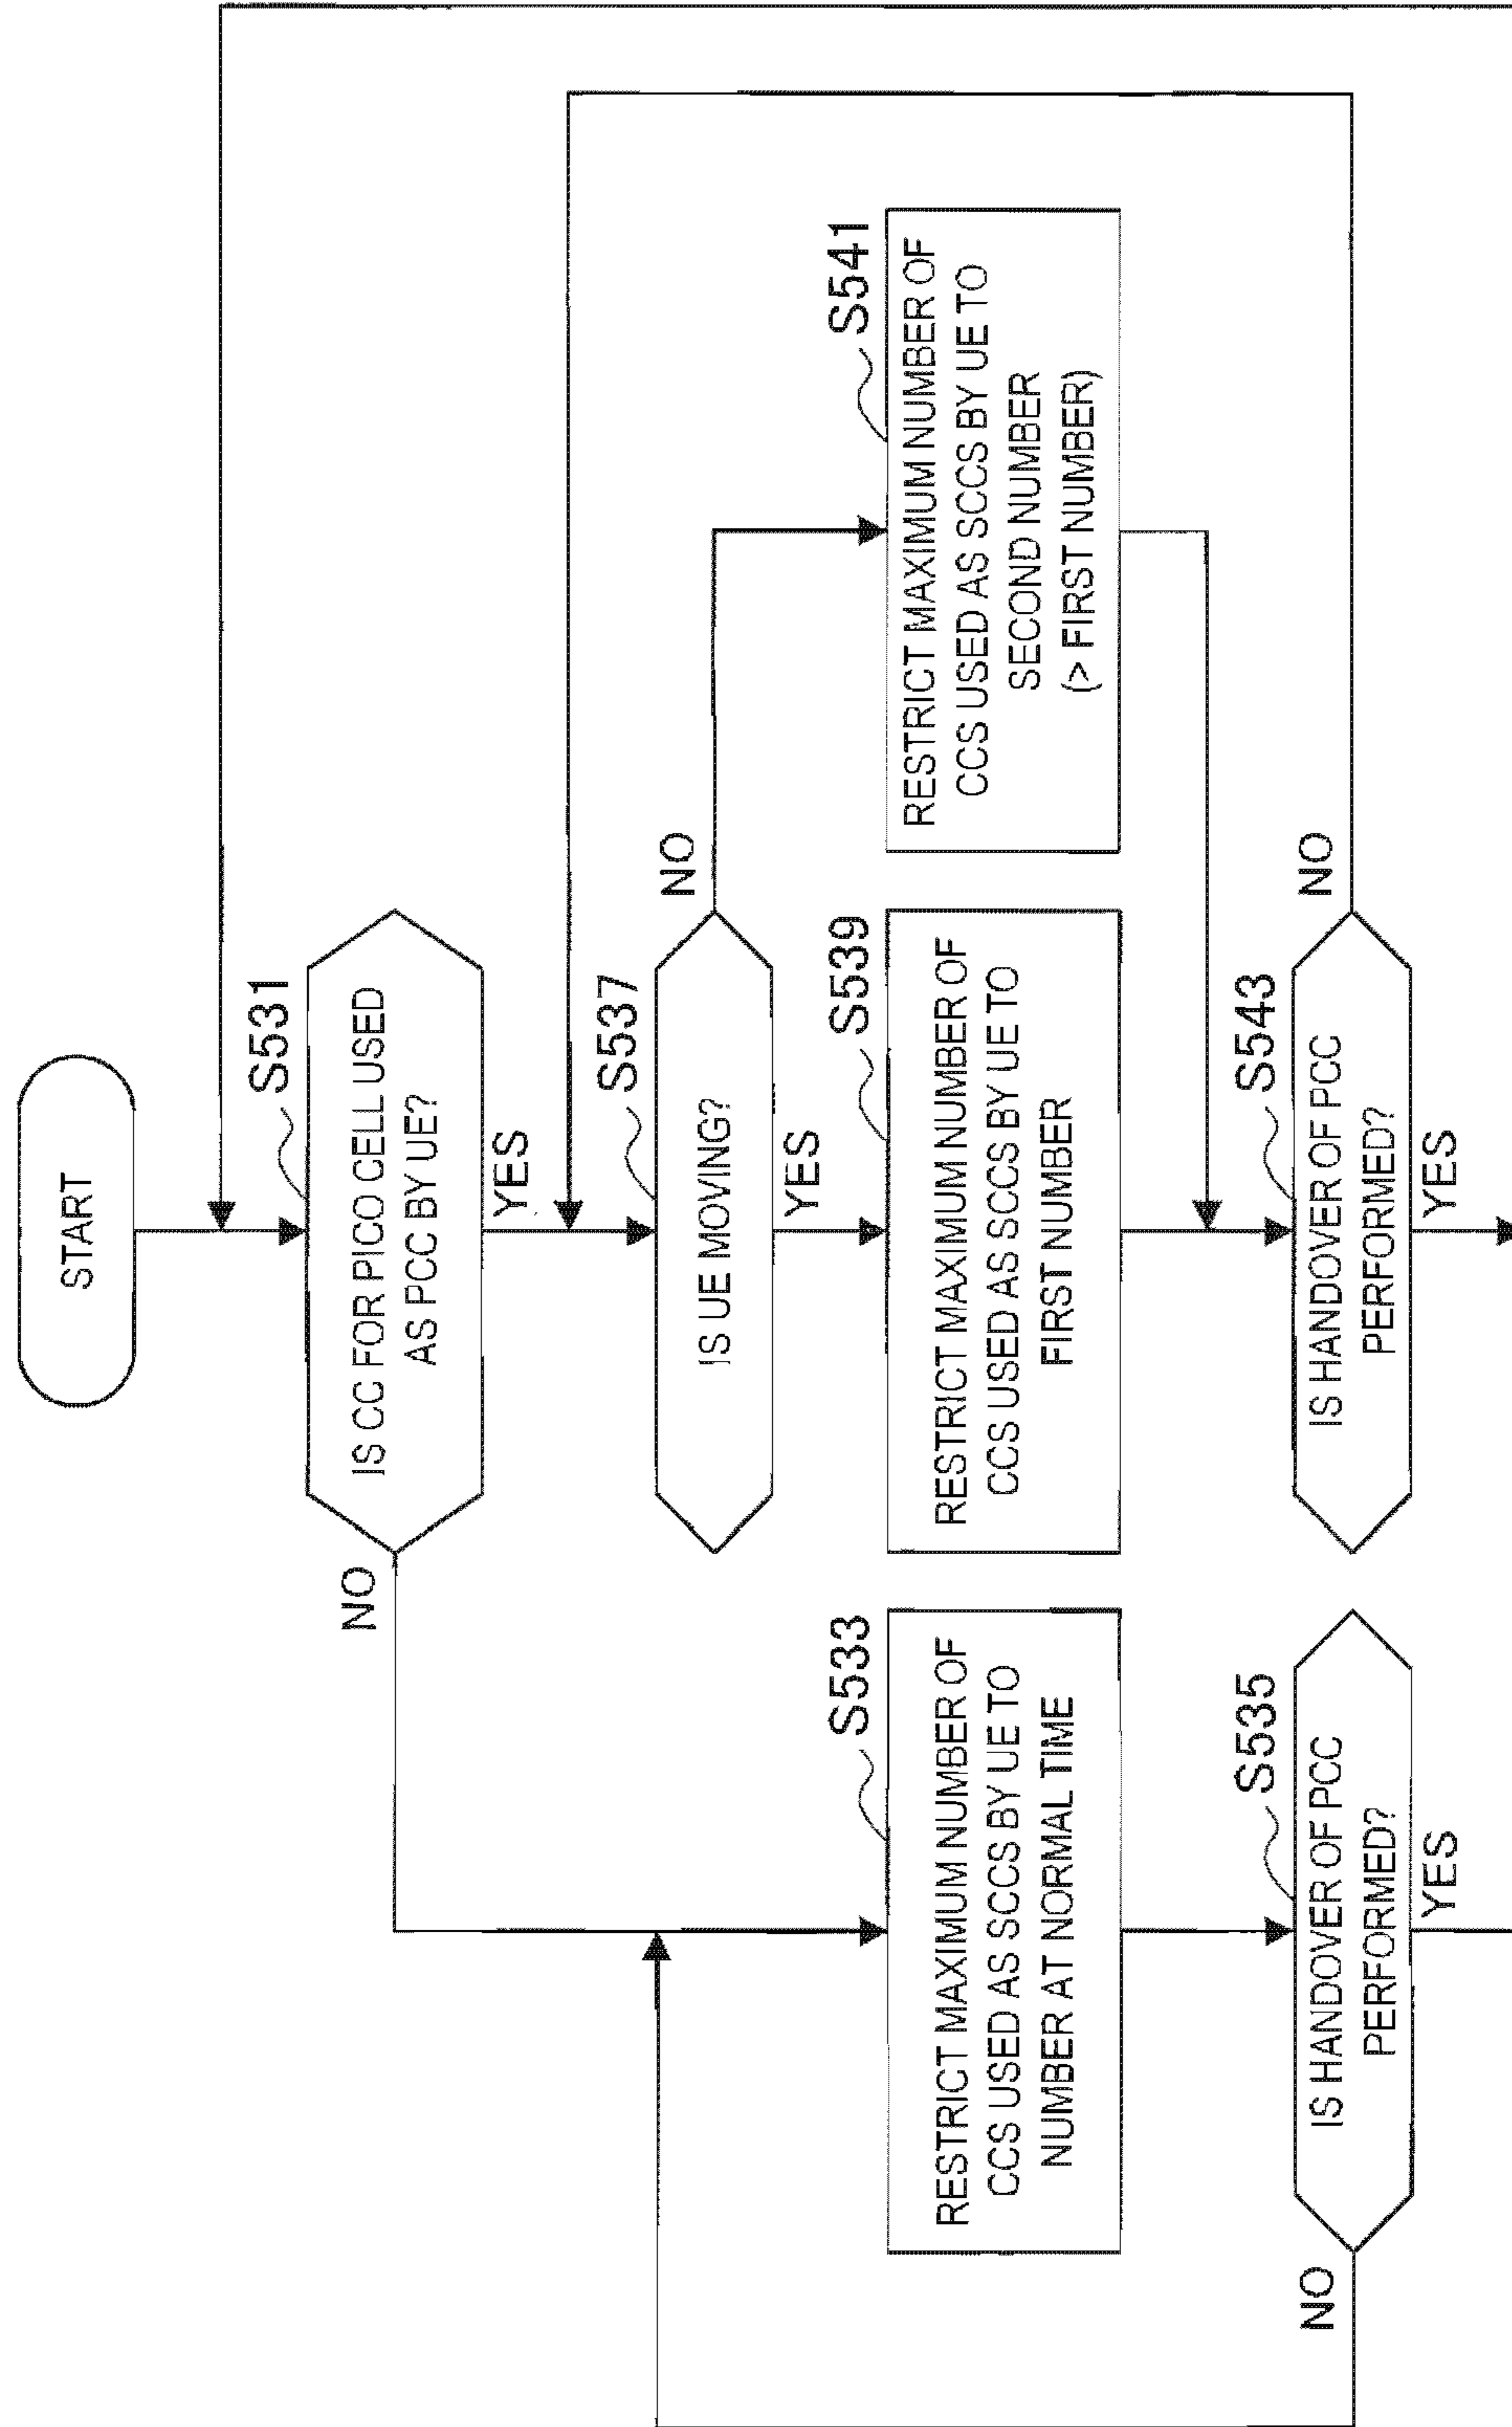 START
S531
IS CC FOR PICO CELL USED
AS PCC BY UE?
NO
YES
S537
IS UE MOVING?
NO
YES
S533
RESTRICT MAXIMUM NUMBER OF
CCS USED AS SCCS BY UE TO
NUMBER AT NORMAL TIME
S539
RESTRICT MAXIMUM NUMBER OF
CCS USED AS SCCS BY UE TO
FIRST NUMBER
S541
RESTRICT MAXIMUM NUMBER OF
CCS USED AS SCCS BY UE TO
SECOND NUMBER
(> FIRST NUMBER)
S535
IS HANDOVER OF PCC
PERFORMED?
NO
YES
S543
IS HANDOVER OF PCC
PERFORMED?
NO
YES